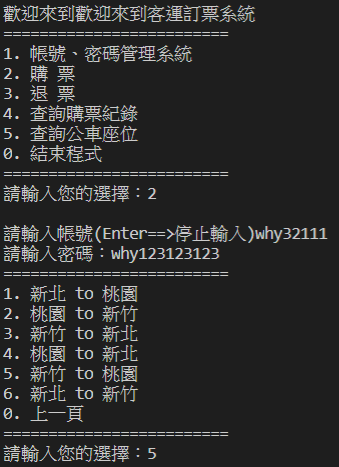 歡迎來到歡迎來到客運訂票系統
=========================
1. 帳號、密碼管理系統
2. 購 票
3. 退 票
4. 查詢購票紀錄
5. 查詢公車座位
0. 結束程式
=========================
請輸入您的選擇：2

請輸入帳號(Enter==>停止輸入)why32111
請輸入密碼：why123123123
=========================
1. 新北 to 桃園
2. 桃園 to 新竹
3. 新竹 to 新北
4. 桃園 to 新北
5. 新竹 to 桃園
6. 新北 to 新竹
0. 上一頁
=========================
請輸入您的選擇：5